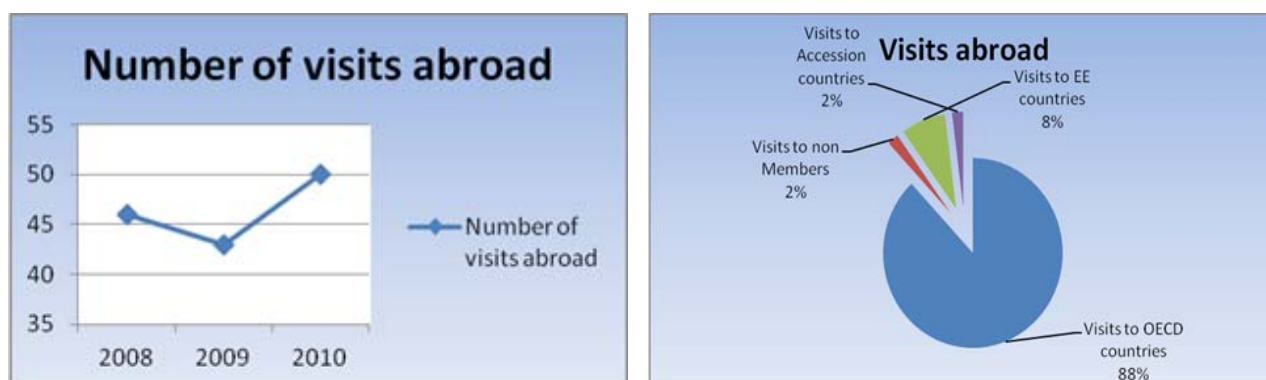 Number of visits abroad
55
50
45
40
35
2008 2009 2010
Number of
visits abroad
Visits abroad
Visits to
Accession
countries
2%
Visits to EE
countries
8%
Visits to non
Members
2%
Visits to OECD
countries
88%